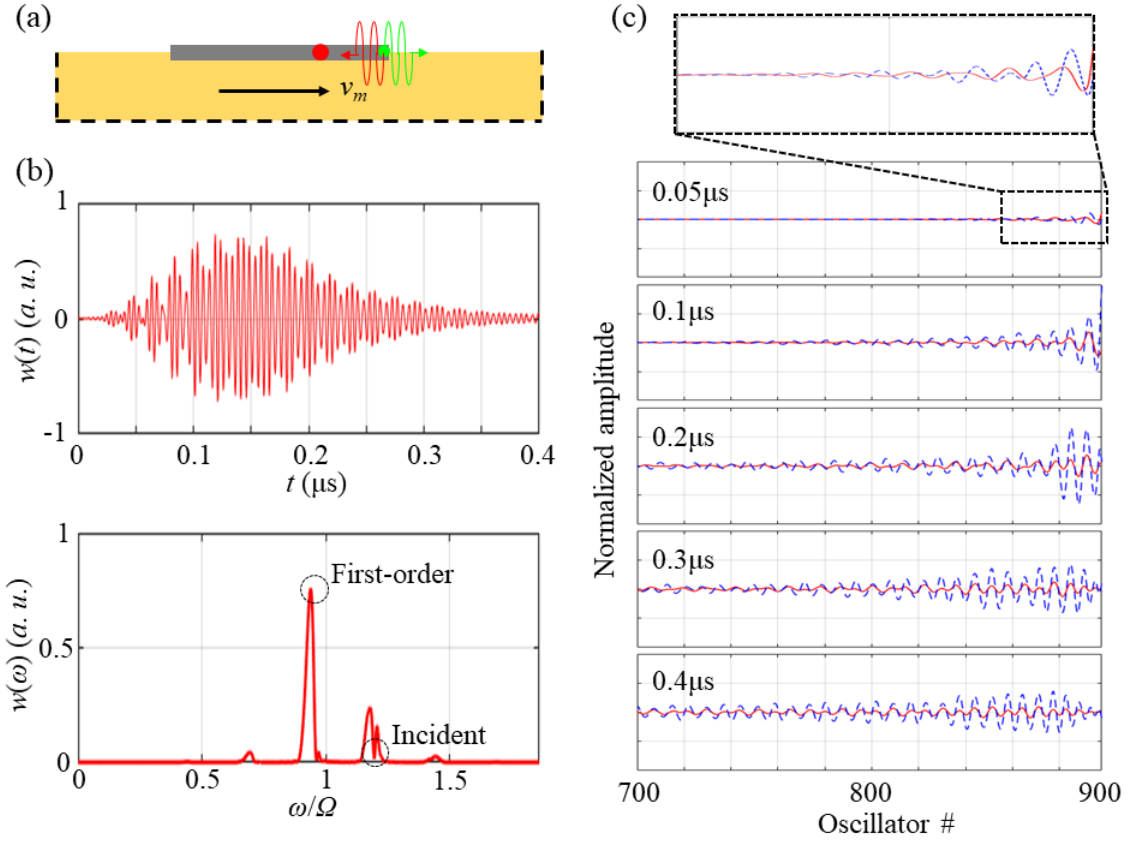 (a)
v_m
(b)
1
0
-1
w(t) (a. u.)
0
0.1
0.2
0.3
0.4
t (μs)
1
0.5
0
w(ω) (a. u.)
First-order
Incident
0
0.5
1
1.5
ω/Ω
(c)
0.05μs
0.1μs
0.2μs
0.3μs
0.4μs
Normalized amplitude
700
800
900
Oscillator #